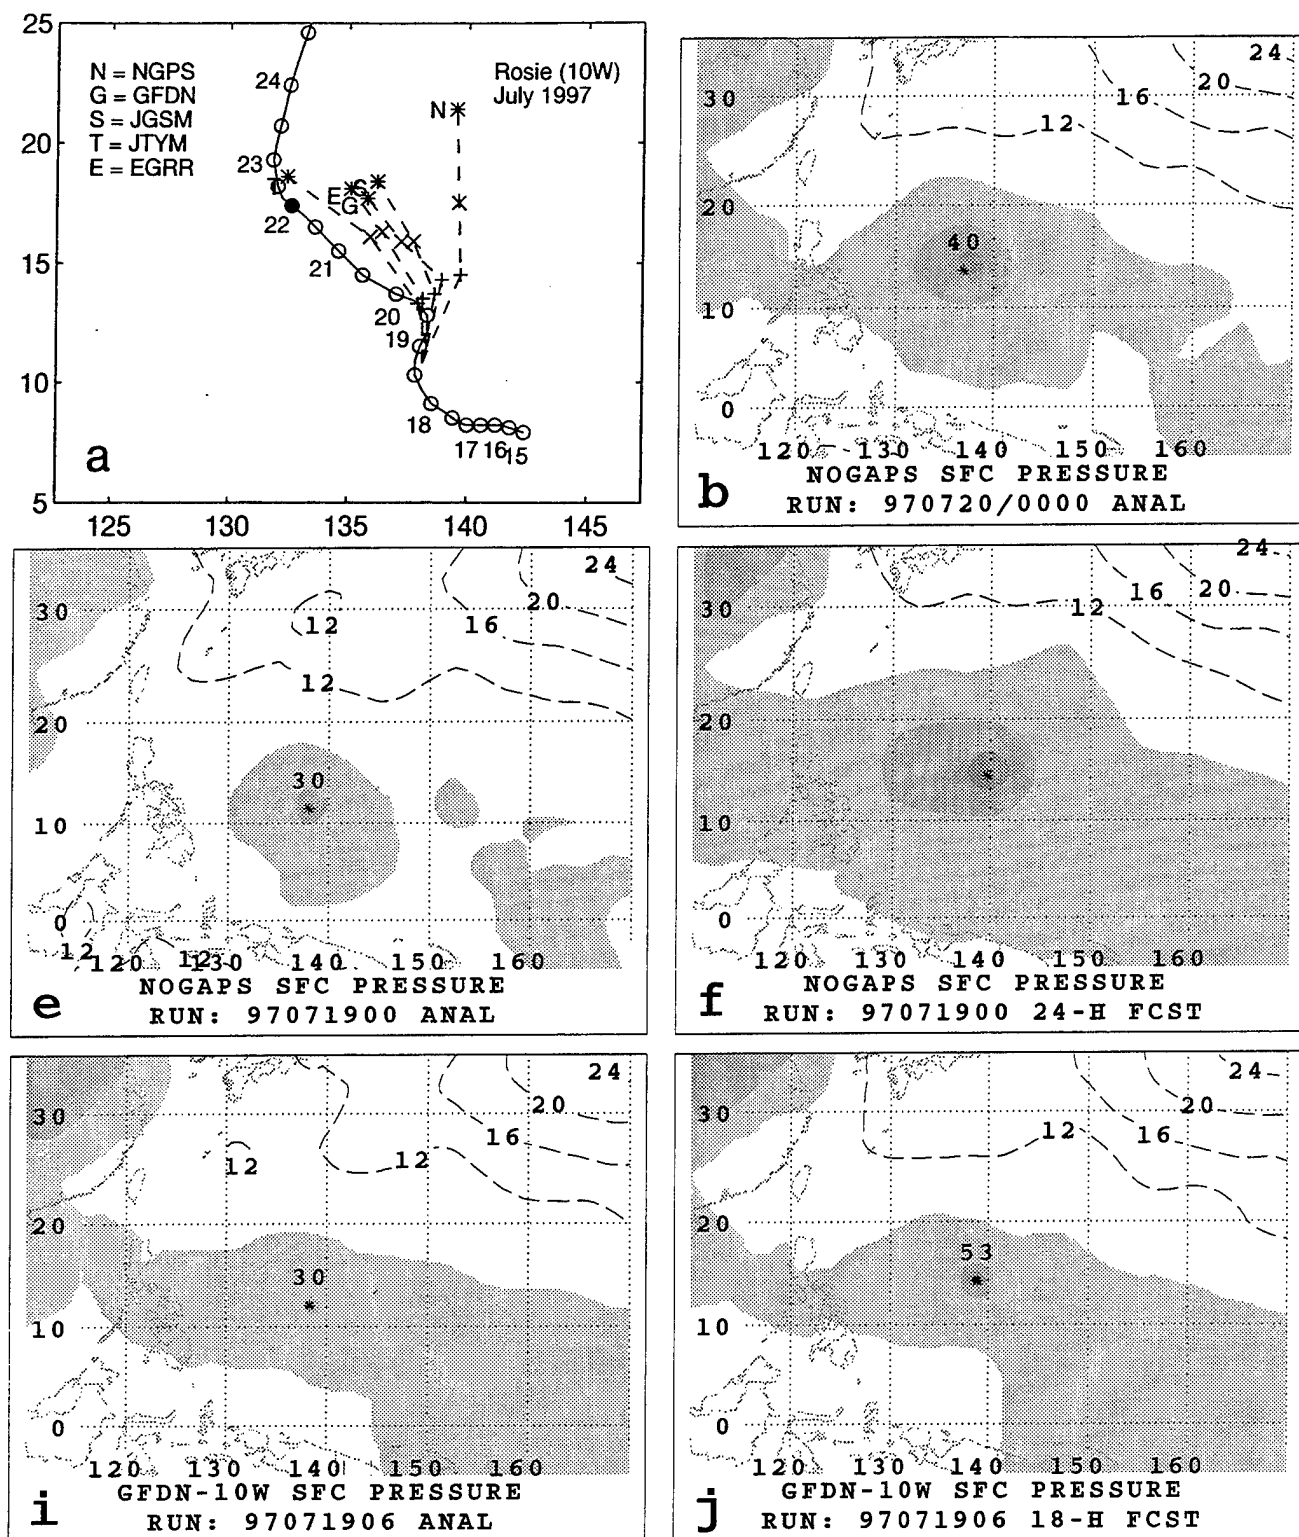 25
20
15
10
5
N = NGPS
G = GFDN
S = JGSM
T = JTYM
E = EGRR
Rosie (10W)
July 1997
24
23
22
21
20
19
18
17 16 15
N
E S
G
a
125 130 135 140 145
24
20
16
12
30
20
10
0
40
120 130 140 150 160
NOGAPS SFC PRESSURE
b RUN: 970720/0000 ANAL
24
20
16
12
12
30
20
10
0
30
12 12
120 130 140 150 160
NOGAPS SFC PRESSURE
e RUN: 97071900 ANAL
24
20
16
12
30
20
10
0
120 130 140 150 160
NOGAPS SFC PRESSURE
f RUN: 97071900 24-H FCST
24
20
16
12
12
30
20
10
0
30
120 130 140 150 160
GFDN-10W SFC PRESSURE
i RUN: 97071906 ANAL
24
20
16
12
30
20
10
0
53
120 130 140 150 160
GFDN-10W SFC PRESSURE
j RUN: 97071906 18-H FCST